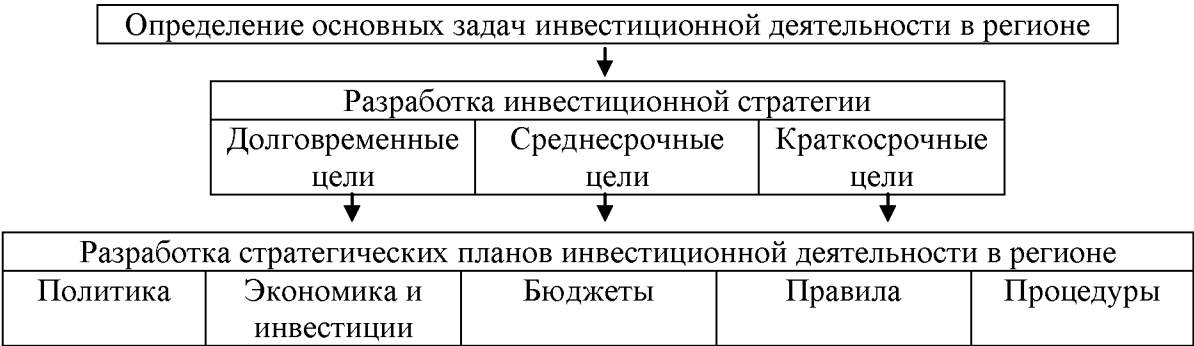 Определение основных задач инвестиционной деятельности в регионе
Разработка инвестиционной стратегии
Долговременные
цели
Среднесрочные
цели
Краткосрочные
цели
Разработка стратегических планов инвестиционной деятельности в регионе
Политика
Экономика и
инвестиции
Бюджеты
Правила
Процедуры